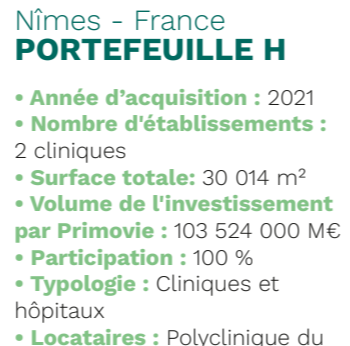 Nîmes - France
PORTEFEUILLE H
• Année d’acquisition : 2021
• Nombre d'établissements :
2 cliniques
• Surface totale: 30 014 m²
• Volume de l'investissement
par Primovie : 103 524 000 M€
• Participation : 100 %
• Typologie : Cliniques et
hôpitaux
• Locataires : Polyclinique du